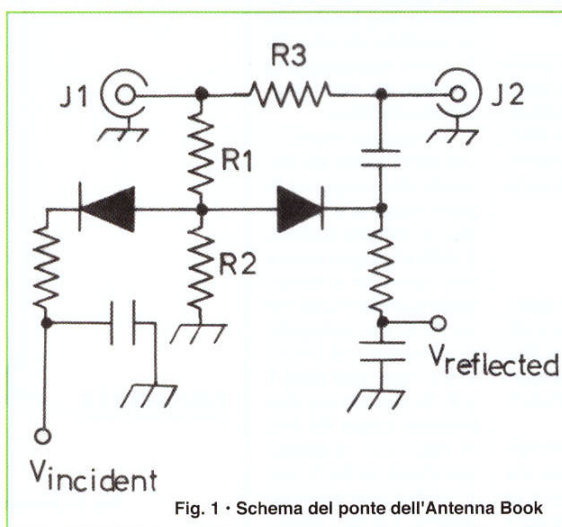 R3
J1
J2
R1
R2
Vreflected
Vincident
Fig. 1 · Schema del ponte dell'Antenna Book